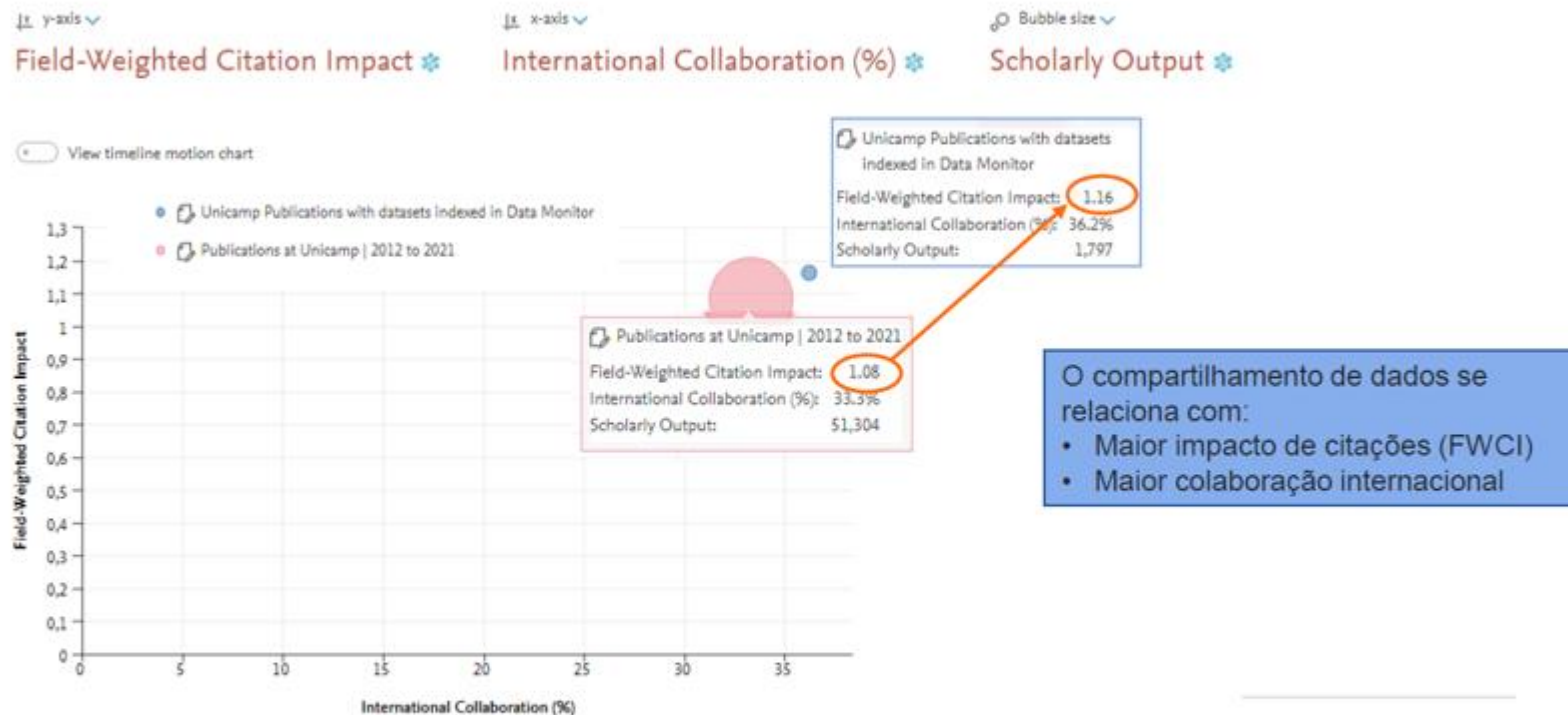 y-axis
x-axis
Bubble size
Field-Weighted Citation Impact
International Collaboration (%)
Scholarly Output
View timeline motion chart
Unicamp Publications with datasets indexed in Data Monitor
Publications at Unicamp | 2012 to 2021
Unicamp Publications with datasets
indexed in Data Monitor
Field-Weighted Citation Impact: 1.16
International Collaboration (%): 36.2%
Scholarly Output: 1,797
Publications at Unicamp | 2012 to 2021
Field-Weighted Citation Impact: 1.08
International Collaboration (%): 33.3%
Scholarly Output: 51,304
O compartilhamento de dados se
relaciona com:
• Maior impacto de citações (FWCI)
• Maior colaboração internacional
Field-Weighted Citation Impact
1,3
1,2
1,1
1
0,9
0,8
0,7
0,6
0,5
0,4
0,3
0,2
0,1
0
0 5 10 15 20 25 30 35
International Collaboration (%)